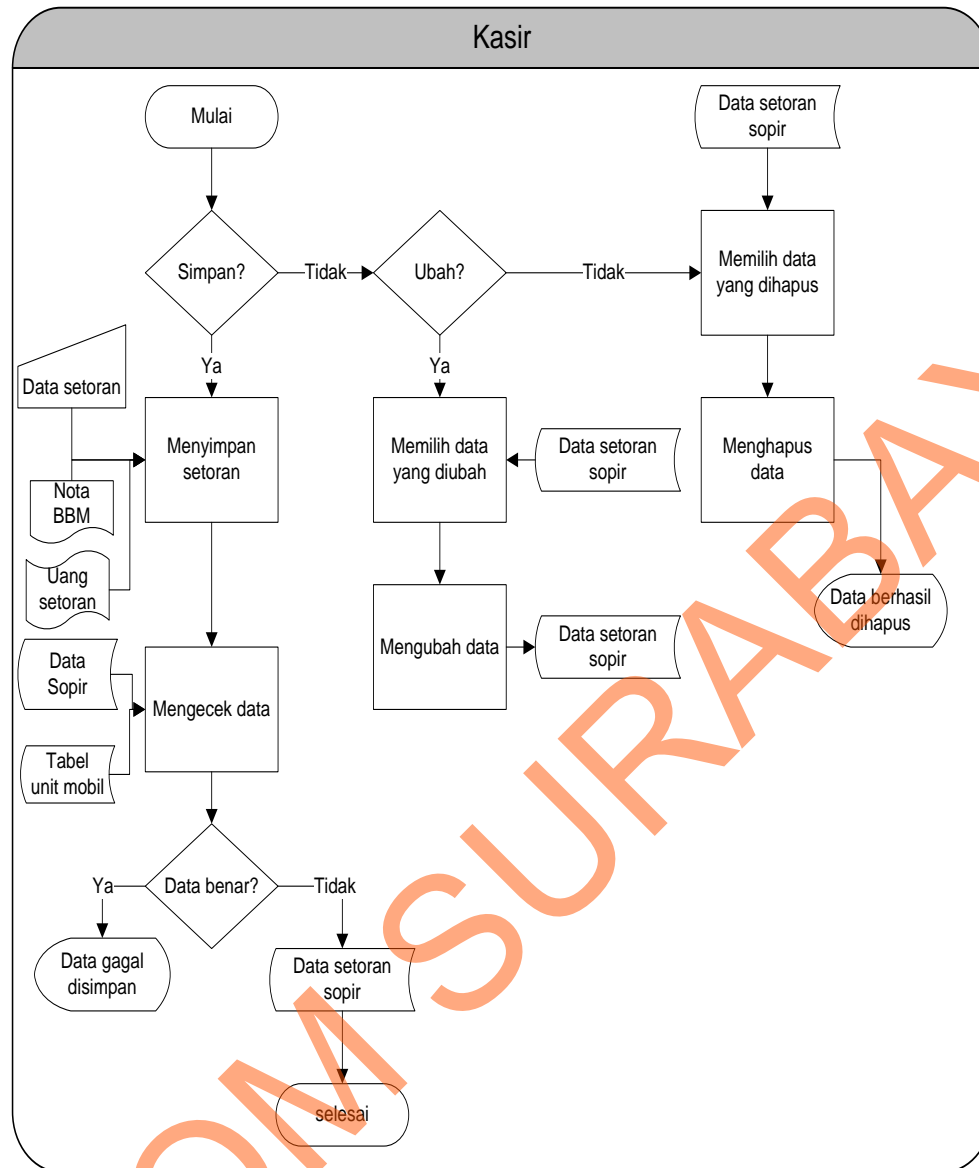 Kasir
Mulai
Data setoran
sopir
Simpan?
Tidak
Ubah?
Tidak
Memilih data
yang dihapus
Ya
Ya
Data setoran
Menyimpan
setoran
Memilih data
yang diubah
Data setoran
sopir
Menghapus
data
Nota
BBM
Uang
setoran
Data berhasil
dihapus
Mengubah data
Data setoran
sopir
Data
Sopir
Mengecek data
Tabel
unit mobil
Ya
Data benar?
Tidak
Data gagal
disimpan
Data setoran
sopir
selesai
OM SURABAY